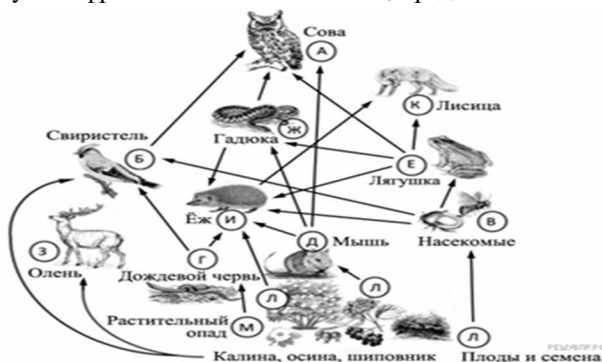 Сова
А
К Лисица
Свиристель
Б
Гадюка
Ж
Е
Лягушка
Ёж И
Д Мышь
В
Насекомые
З
Олень
Г
Дождевой червь
Л
Л
Растительный
опад
М
Л
Калина, осина, шиповник
Плоды и семена